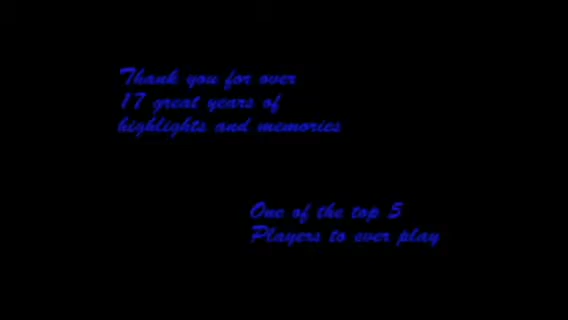 Thank you for over
17 great years of
highlights and memories
One of the top 5
Players to ever play